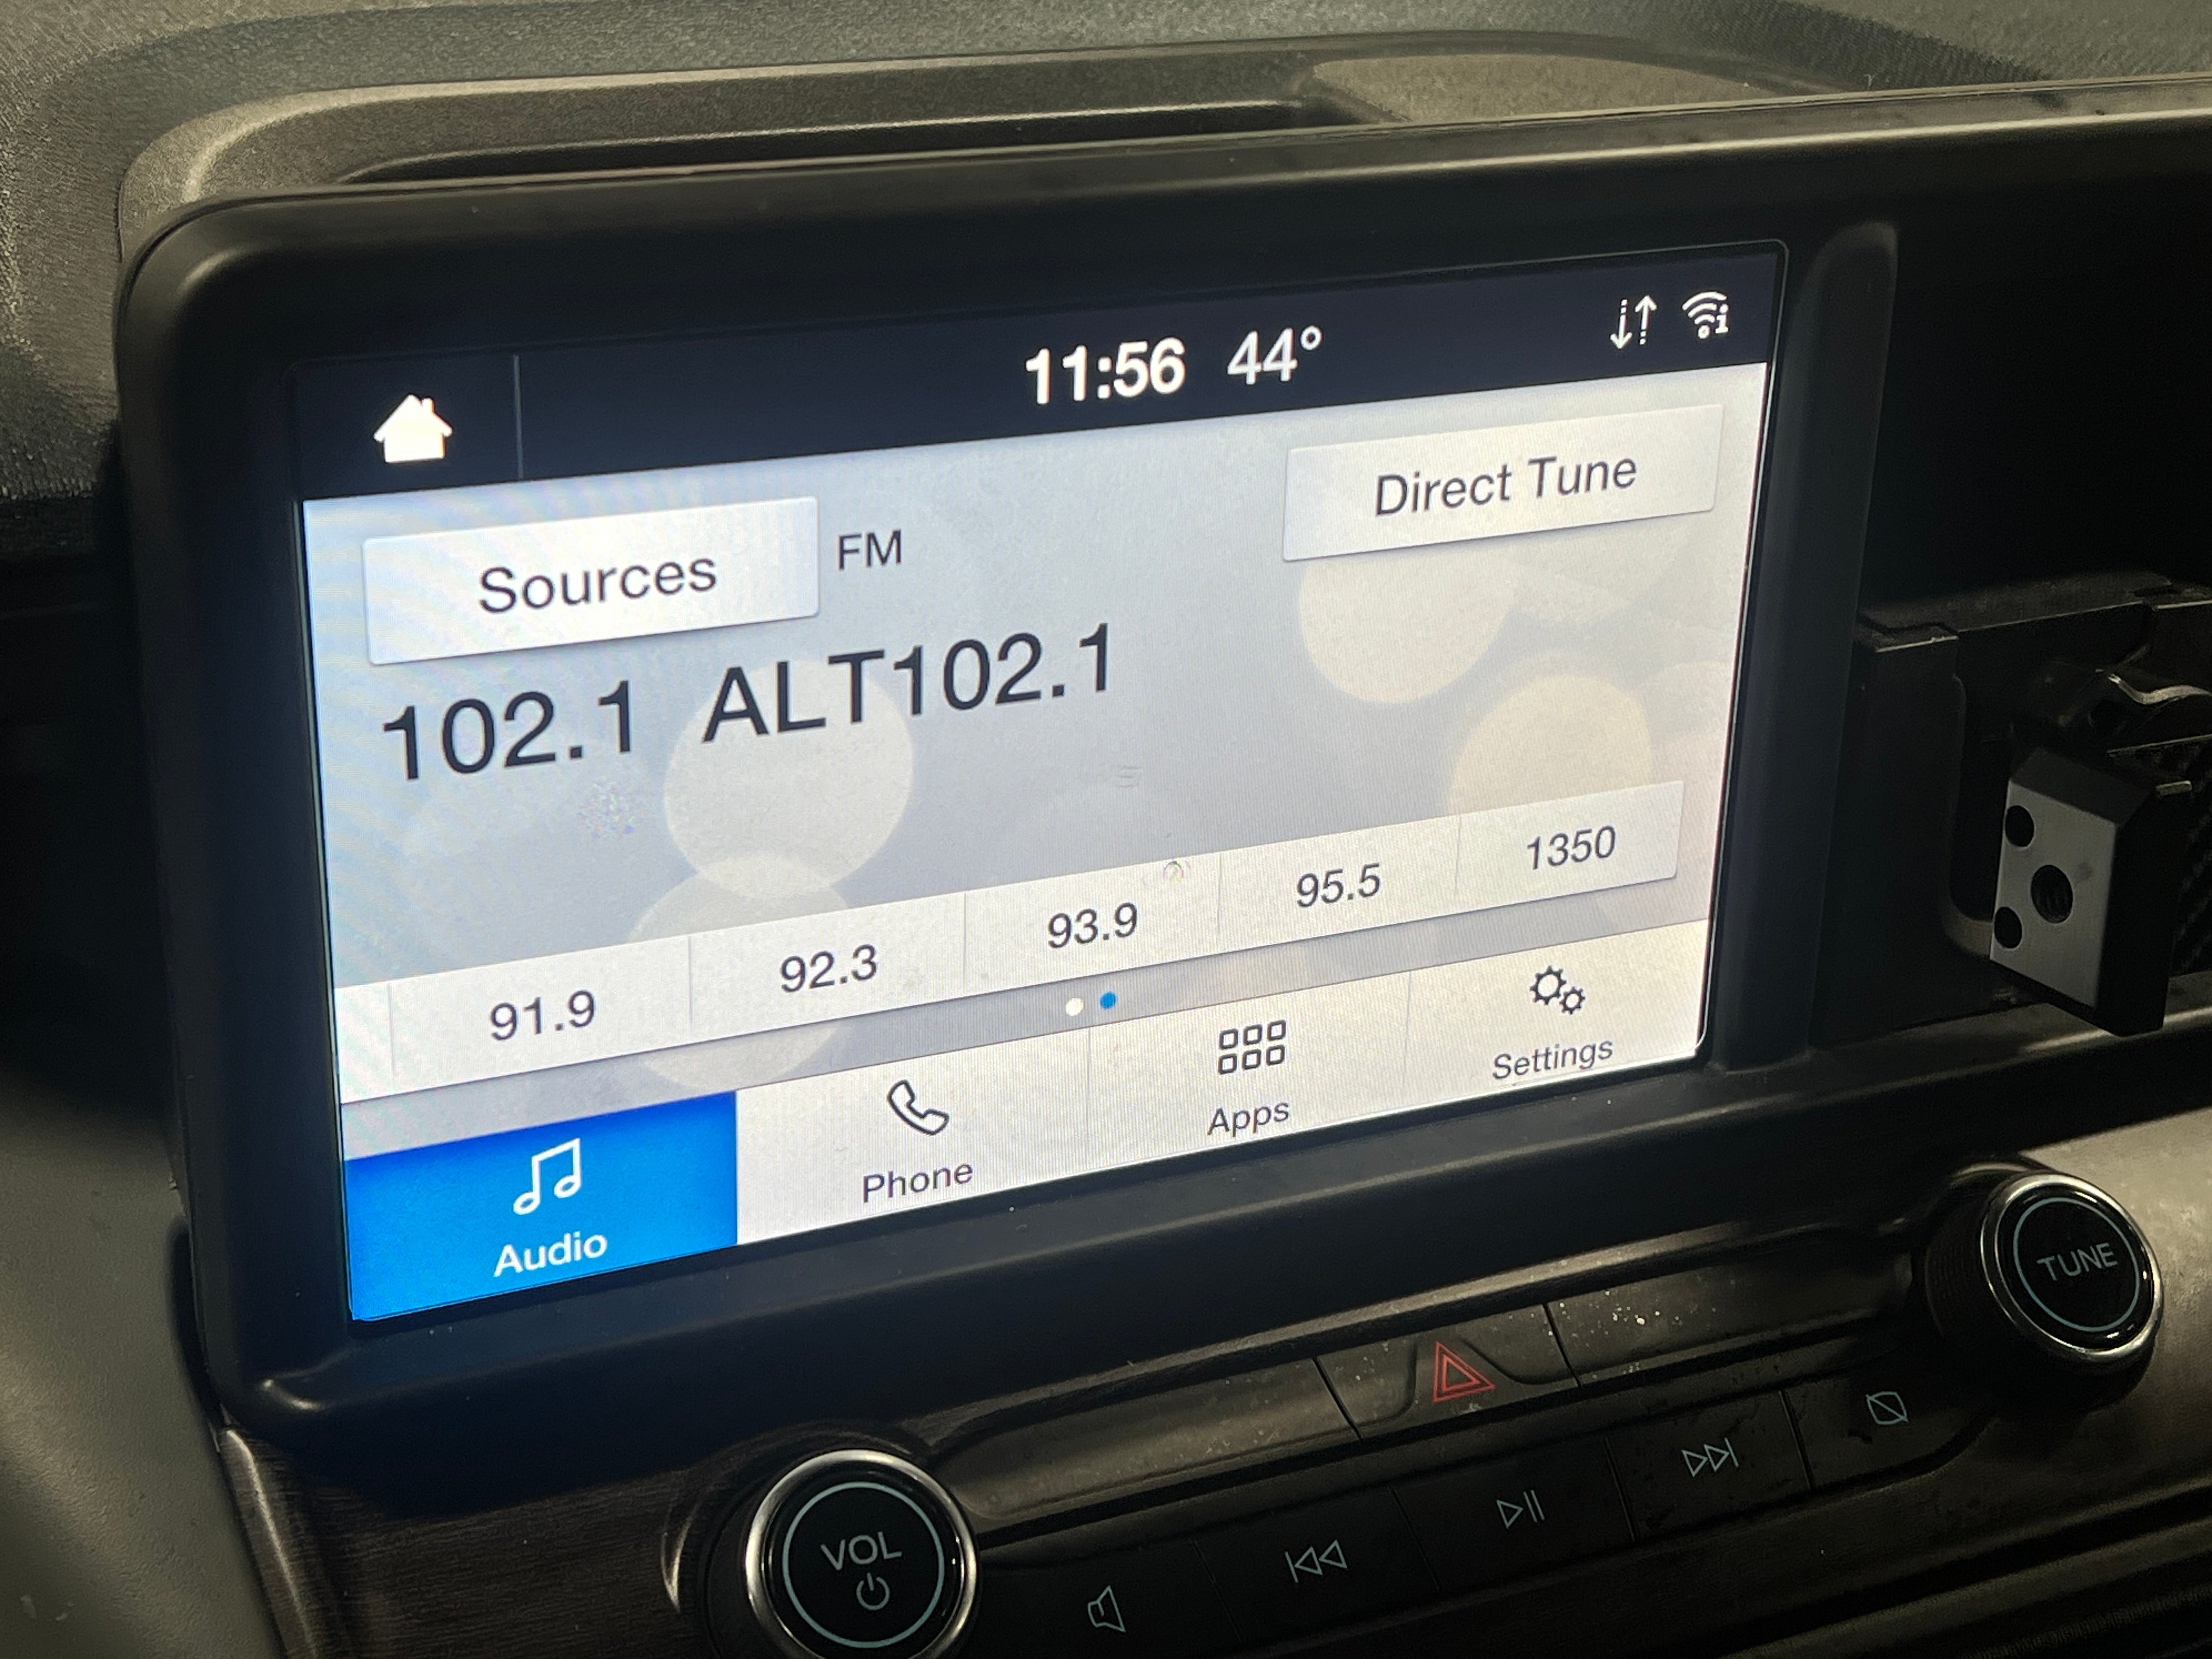 11:56 44°
Direct Tune
Sources FM
102.1 ALT102.1
91.9 92.3 93.9 95.5 1350
Audio Phone Apps Settings
TUNE
VOL